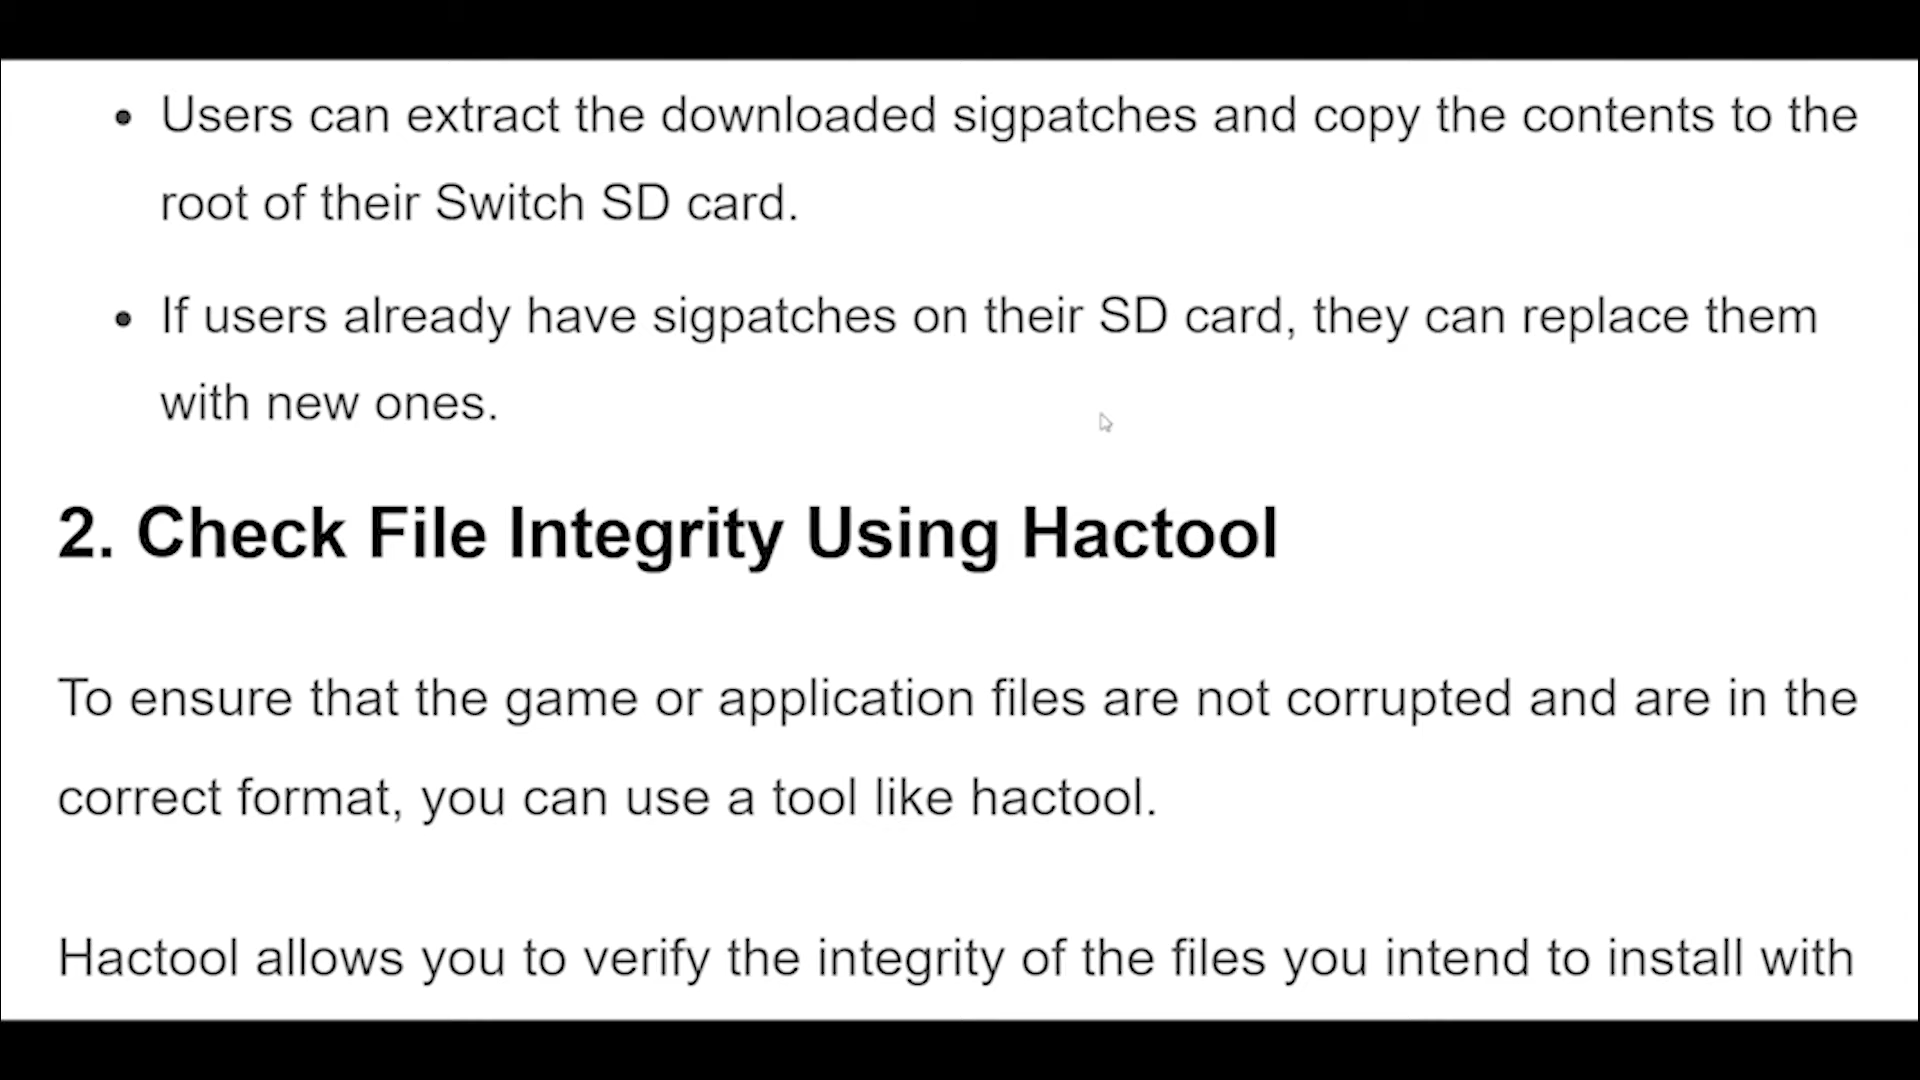 • Users can extract the downloaded sigpatches and copy the contents to the
root of their Switch SD card.
• If users already have sigpatches on their SD card, they can replace them
with new ones.
2. Check File Integrity Using Hactool
To ensure that the game or application files are not corrupted and are in the
correct format, you can use a tool like hactool.
Hactool allows you to verify the integrity of the files you intend to install with